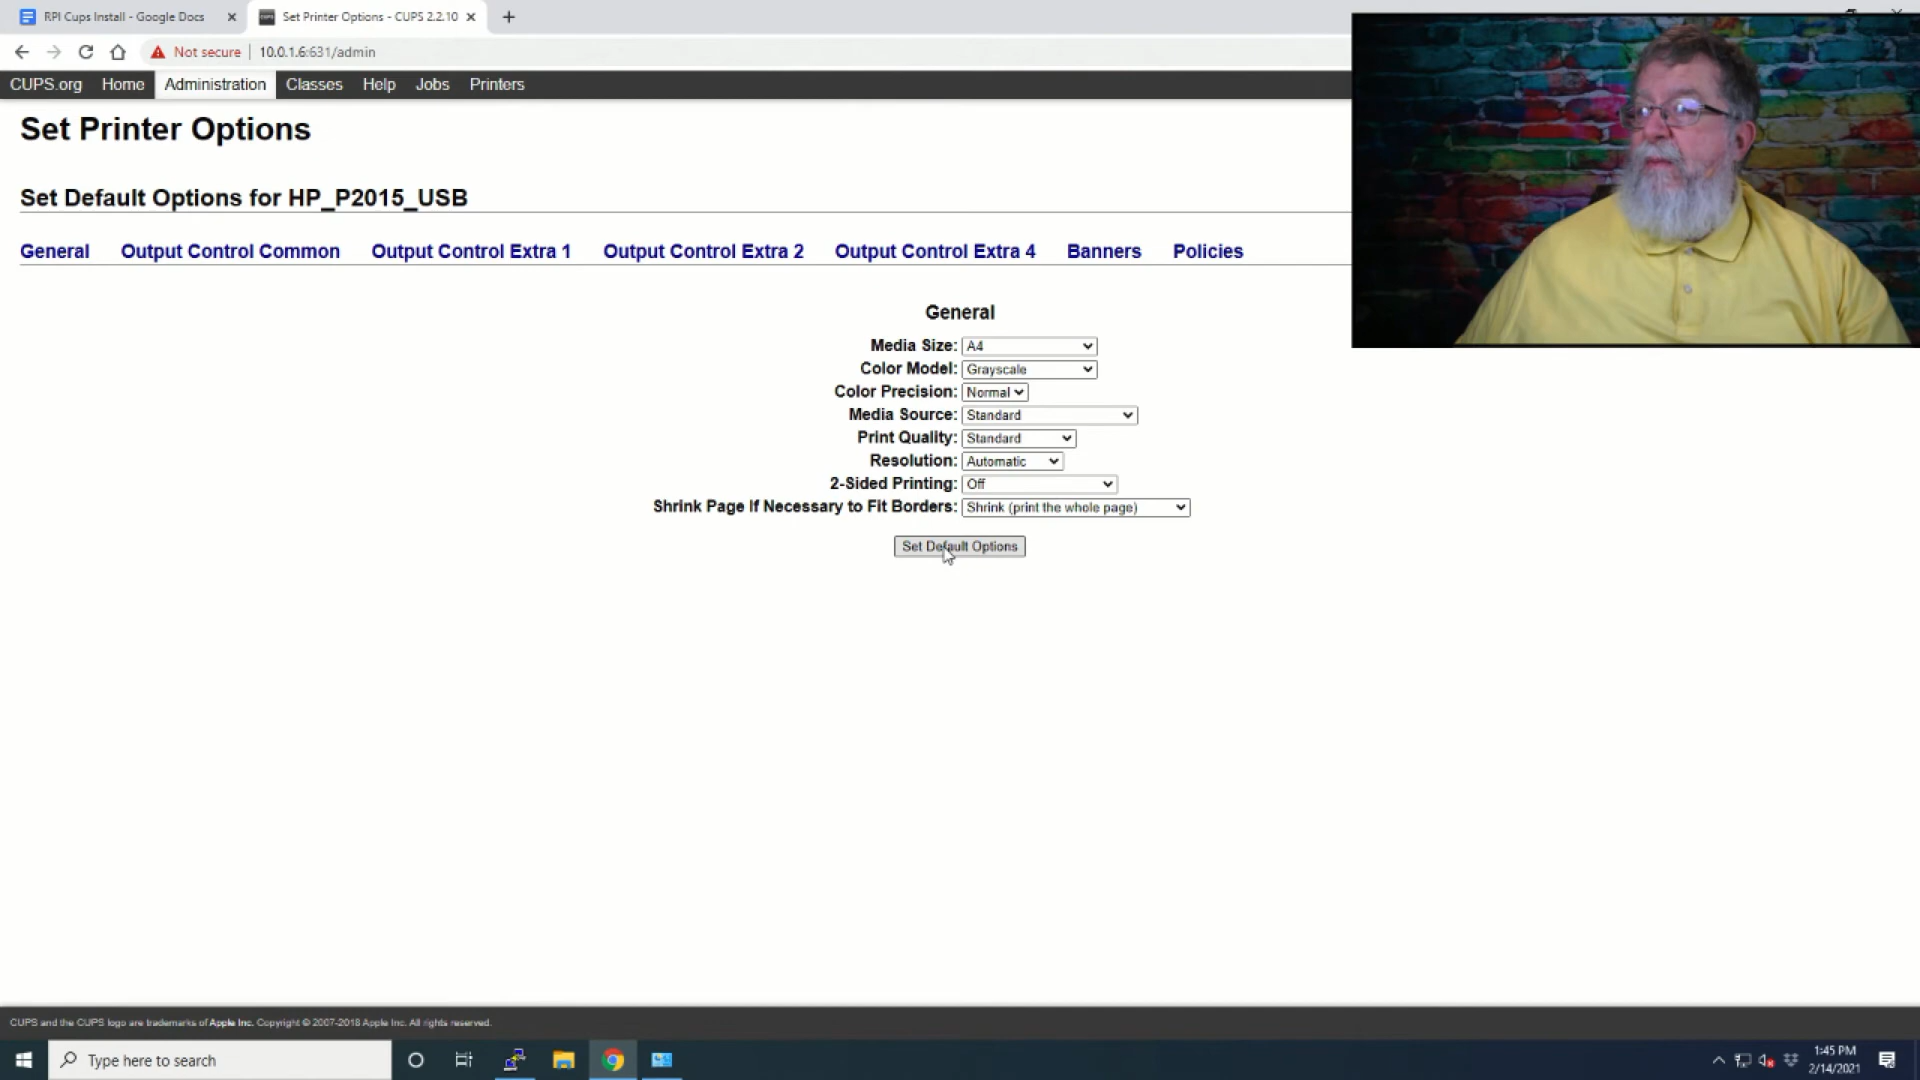 RPI Cups Install - Google Docs
Set Printer Options - CUPS 2.2.10
Not secure
10.0.1.6:631/admin
CUPS.org Home Administration Classes Help Jobs Printers
Set Printer Options
Set Default Options for HP_P2015_USB
General Output Control Common Output Control Extra 1 Output Control Extra 2 Output Control Extra 4 Banners Policies
General
Media Size: A4
Color Model: Grayscale
Color Precision: Normal
Media Source: Standard
Print Quality: Standard
Resolution: Automatic
2-Sided Printing: Off
Shrink Page If Necessary to Fit Borders: Shrink (print the whole page)
Set Default Options
CUPS and the CUPS logo are trademarks of Apple Inc. Copyright © 2007-2018 Apple Inc. All rights reserved.
Type here to search
1:45 PM
2/14/2021